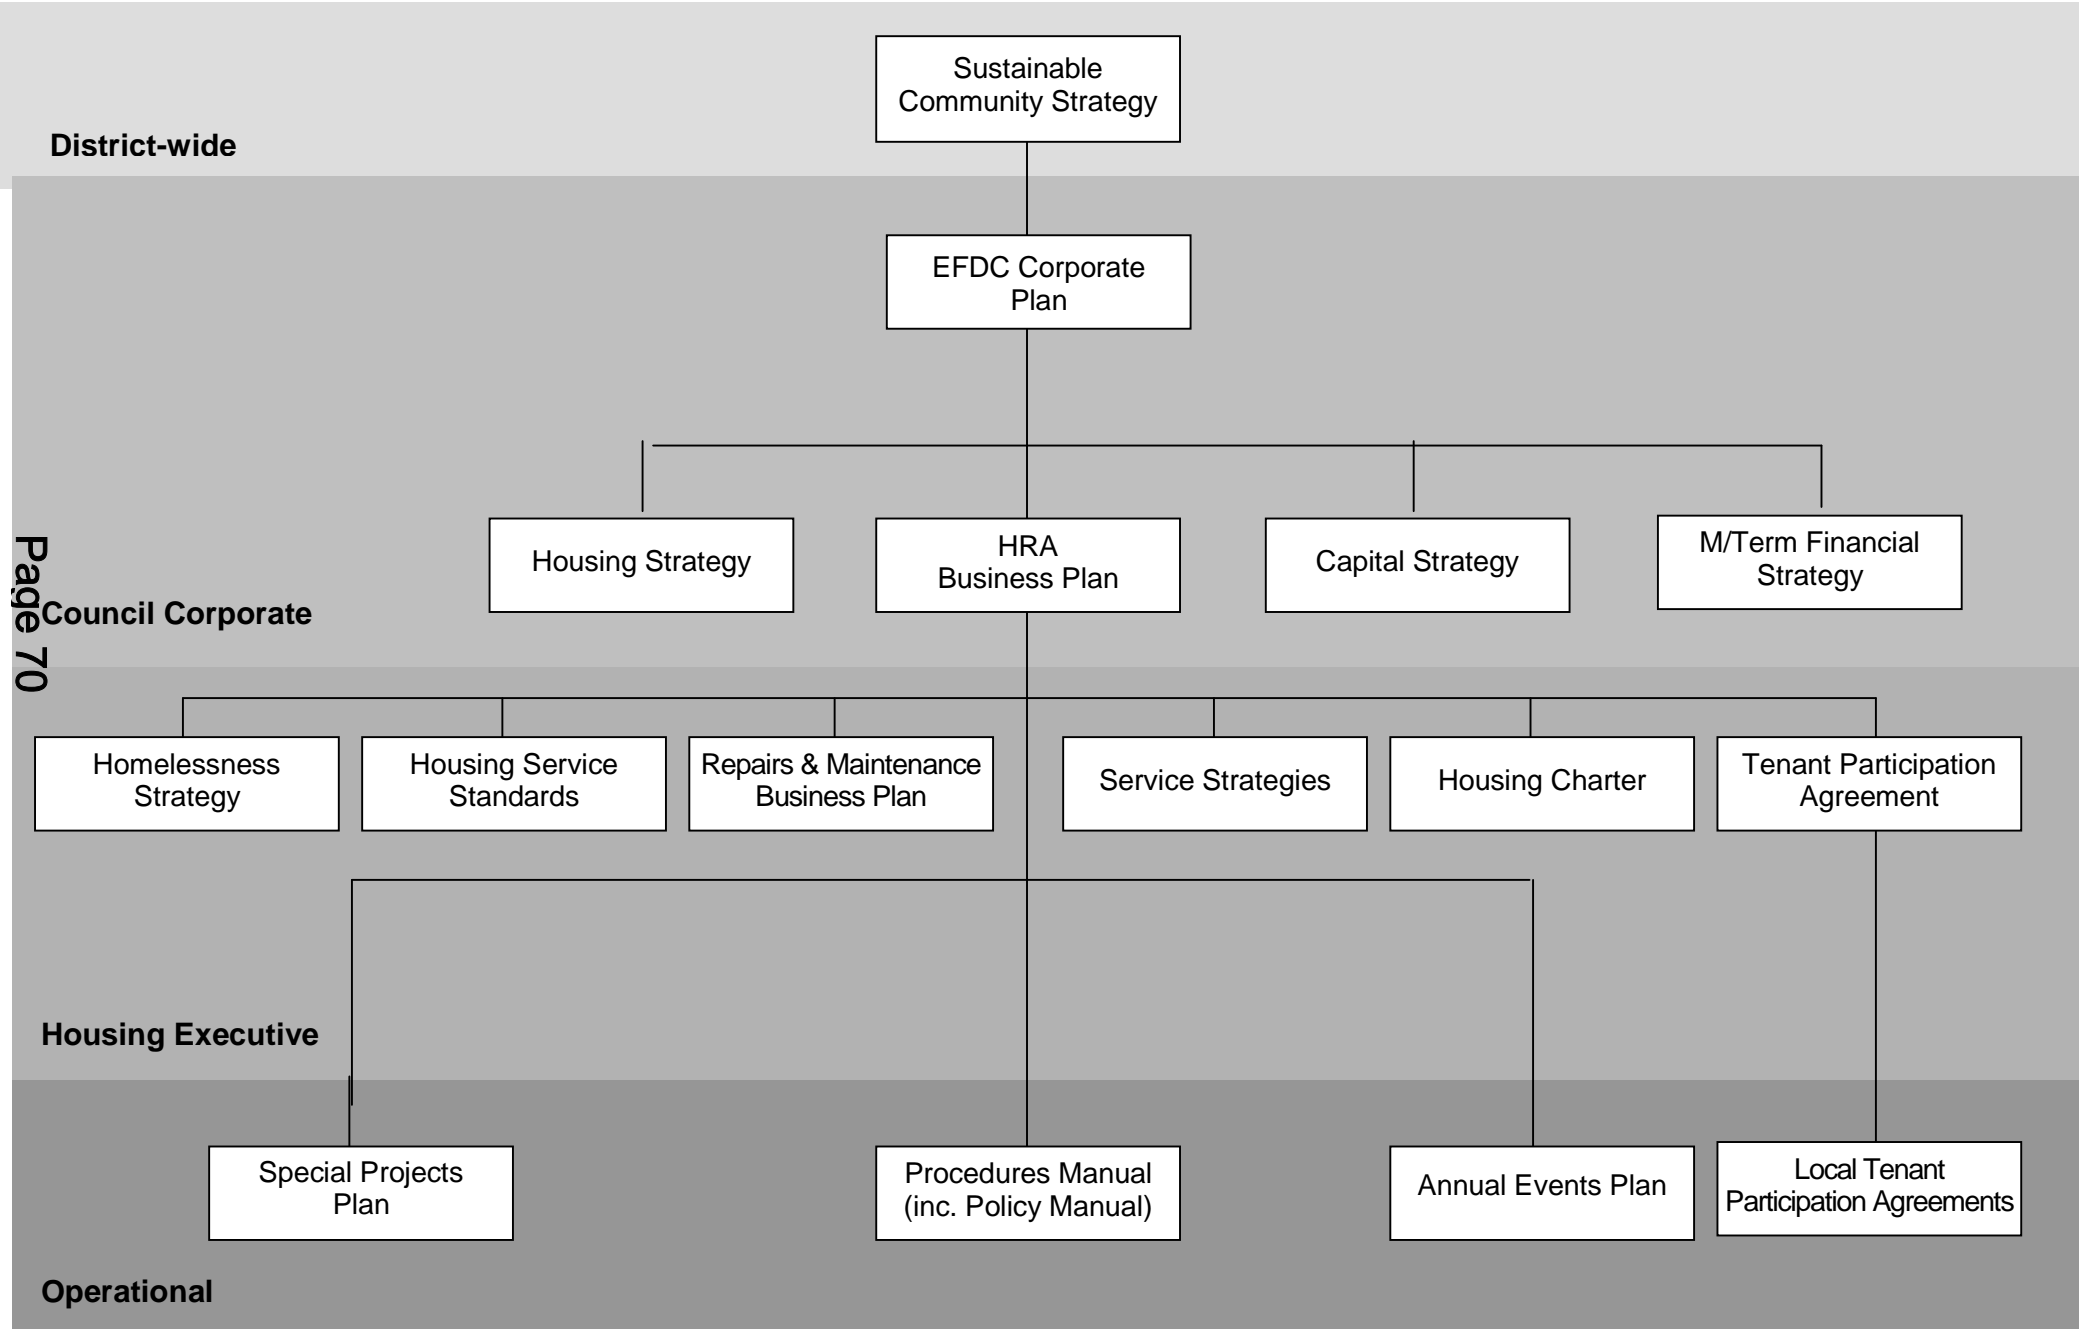 Sustainable
Community Strategy
District-wide
EFDC Corporate
Plan
Housing Strategy
HRA
Business Plan
Capital Strategy
M/Term Financial
Strategy
Page 70
Council Corporate
Homelessness
Strategy
Housing Service
Standards
Repairs & Maintenance
Business Plan
Service Strategies
Housing Charter
Tenant Participation
Agreement
Housing Executive
Special Projects
Plan
Procedures Manual
(inc. Policy Manual)
Annual Events Plan
Local Tenant
Participation Agreements
Operational